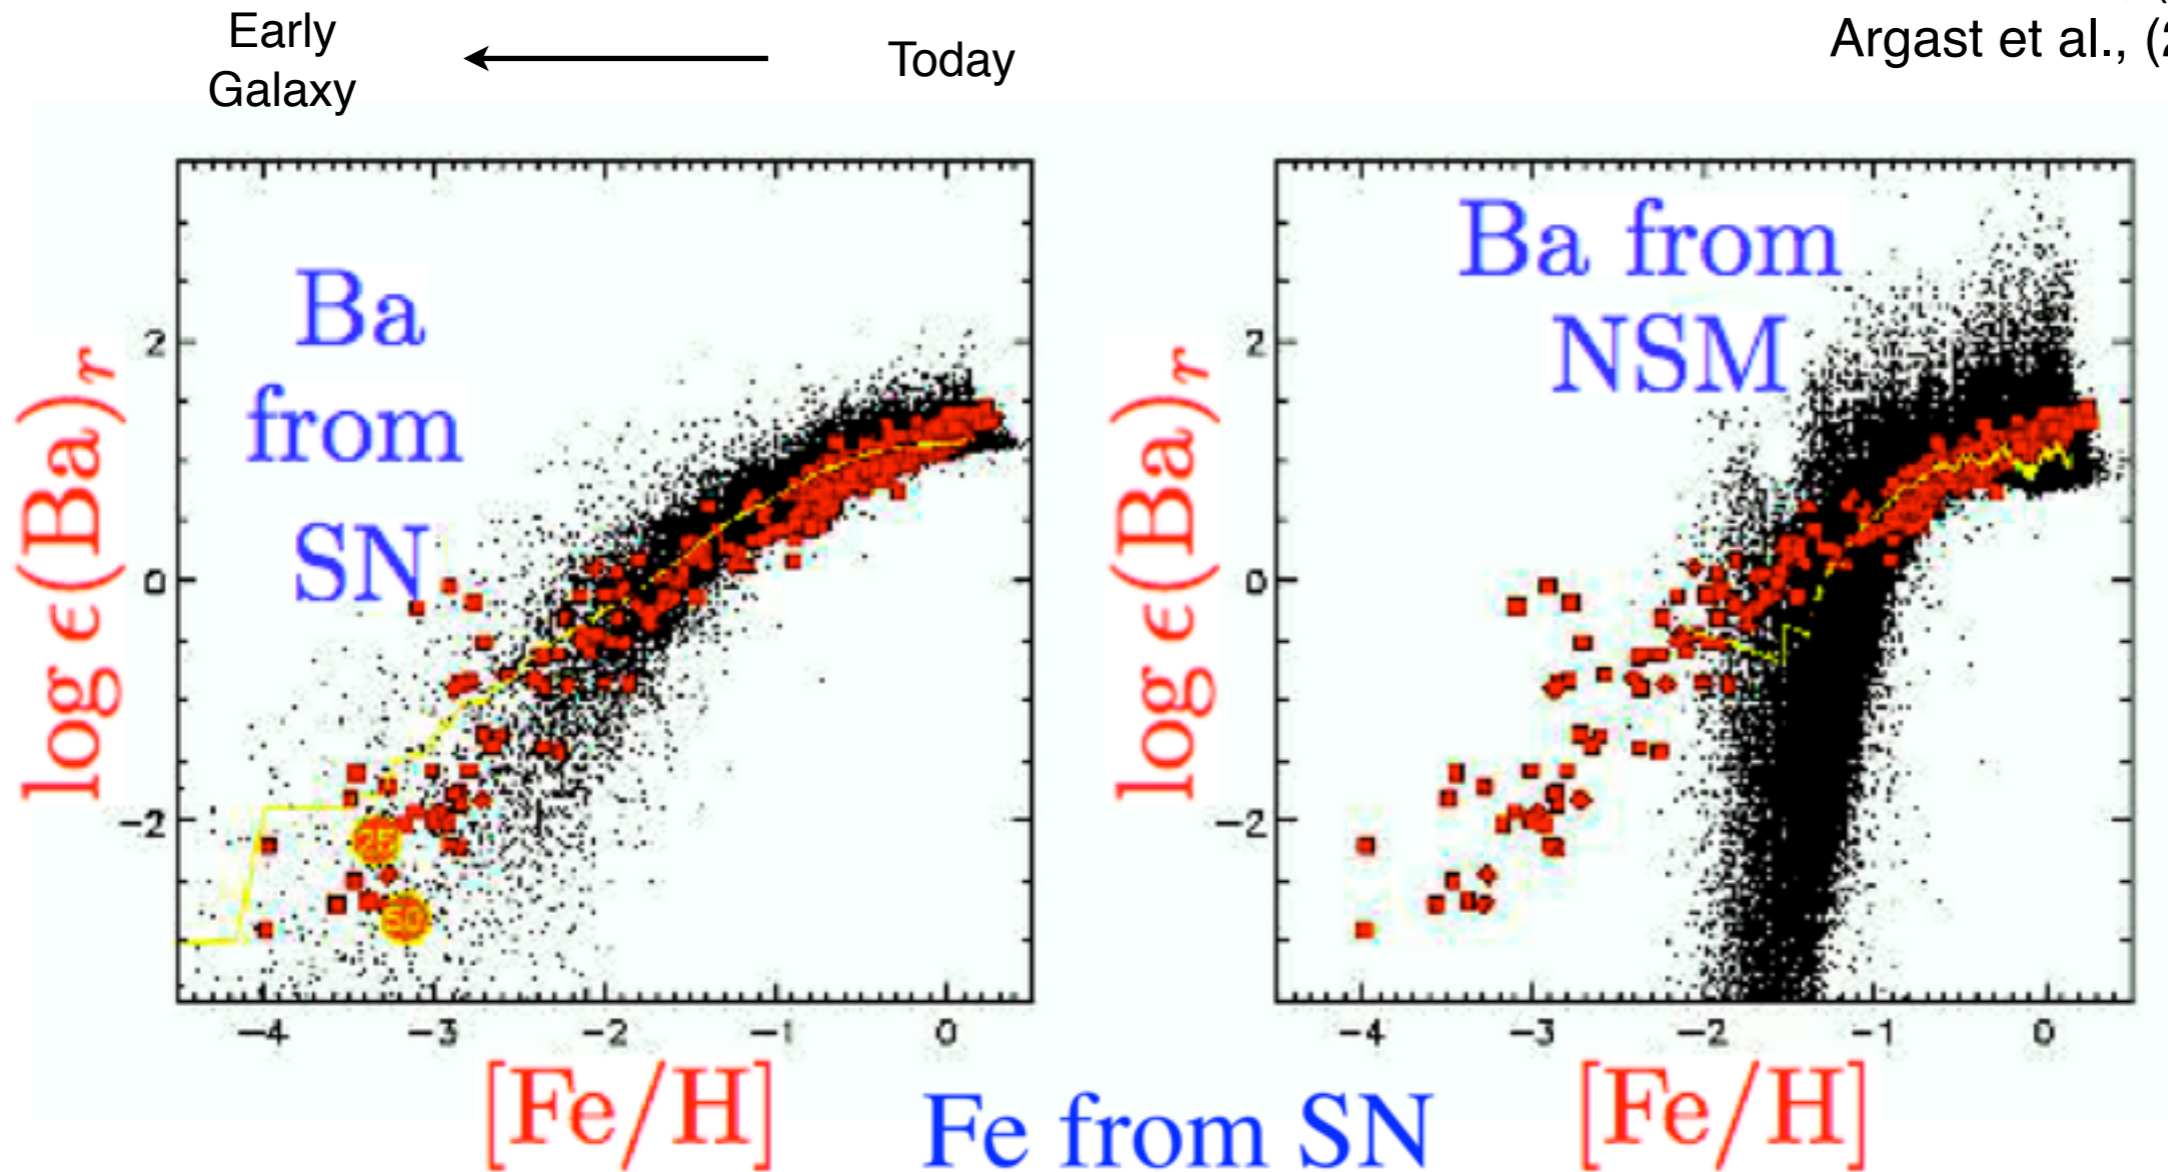 Early
Galaxy
Today
Argast et al., (2
Ba
from
SN
2
0
−2
log ϵ(Ba)r
25
50
−4 −3 −2 −1 0
[Fe/H]
Ba from
NSM
2
0
−2
log ϵ(Ba)r
−4 −3 −2 −1 0
[Fe/H]
Fe from SN